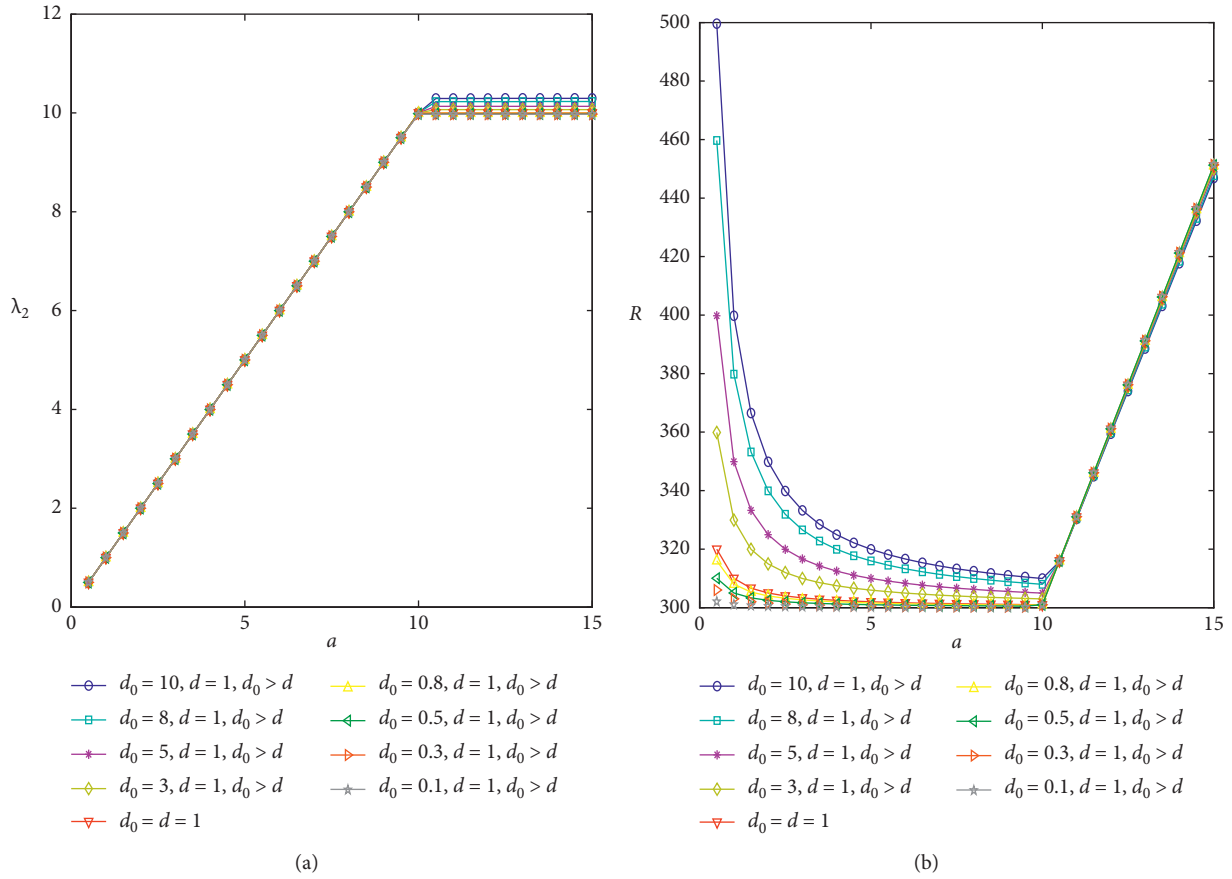 12
10
8
6
4
2
0
λ₂
0 5 10 15
a
d₀ = 10, d = 1, d₀ > d
d₀ = 8, d = 1, d₀ > d
d₀ = 5, d = 1, d₀ > d
d₀ = 3, d = 1, d₀ > d
d₀ = d = 1
d₀ = 0.8, d = 1, d₀ > d
d₀ = 0.5, d = 1, d₀ > d
d₀ = 0.3, d = 1, d₀ > d
d₀ = 0.1, d = 1, d₀ > d
(a)
500
480
460
440
420
400
380
360
340
320
300
R
0 5 10 15
a
d₀ = 10, d = 1, d₀ > d
d₀ = 8, d = 1, d₀ > d
d₀ = 5, d = 1, d₀ > d
d₀ = 3, d = 1, d₀ > d
d₀ = d = 1
d₀ = 0.8, d = 1, d₀ > d
d₀ = 0.5, d = 1, d₀ > d
d₀ = 0.3, d = 1, d₀ > d
d₀ = 0.1, d = 1, d₀ > d
(b)